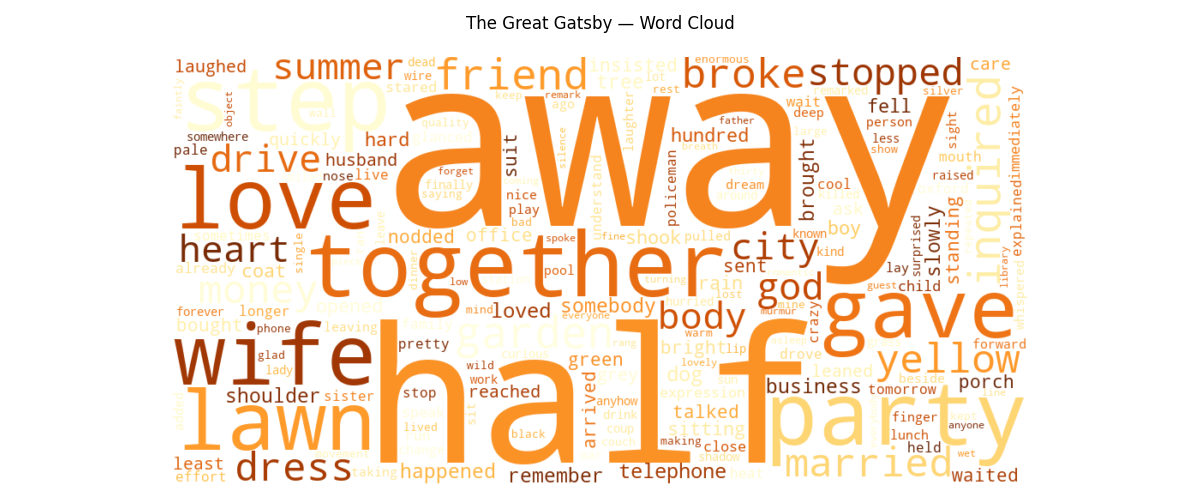 The Great Gatsby — Word Cloud
laughed
summer
dead
wire
friend
insisted
tree
lot
enormous
broke
stopped
care
step
object
wall
stared
keep
remark
ago
rest
remarked
silver
somewhere
quickly
hard
quality
away
silence
laughter
hundred
father
wait
deep
large
fell
person
less
show
sight
inquired
immediately
pale
drive
husband
nose
live
suit
forget
finally
saying
nice
play
bad
understand
policeman
breath
dream
brought
cool
known
kind
ask
boy
mouth
raised
explained
love
heart
already
coat
single
nodded
office
spoke
fine
shook
pulled
city
sent
rain
lost
god
mine
murmur
crazy
surprised
slowly
standing
lay
child
guest
library
whispered
together
dinner
low
pool
turning
hurried
money
opened
forever
longer
bought
phone
leaving
family
mind
loved
somebody
everyone
body
warm
gave
forward
wife
glad
lady
pretty
garden
curious
rang
green
bright
lip
lovely
asleep
drove
leaned
yellow
beside
shoulder
sister
stop
wild
work
reached
half
arrived
grey
dog
sun
expression
anyhow
drink
coup
couch
business
tomorrow
porch
line
lawn
lived
sit
black
talked
sitting
making
close
shadow
party
finger
lunch
held
kept
anyone
wet
least
effort
dress
taking
happened
remember
telephone
heat
married
waited